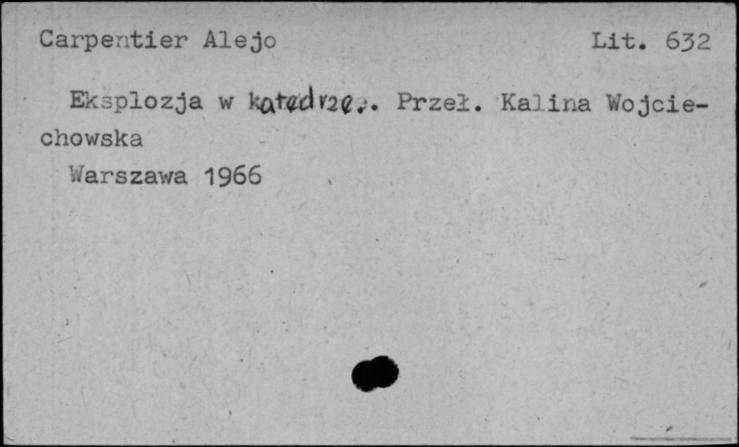 Carpentier Alejo Lit. 632
Eksplozja w katedrze. Przeł. Kalina Wojcie-
chowska
Warszawa 1966